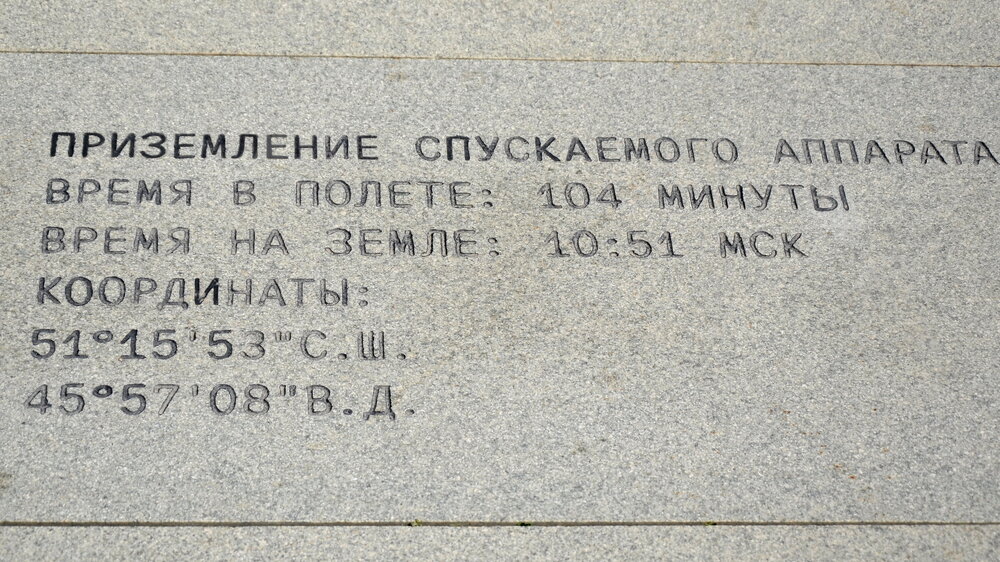 ПРИЗЕМЛЕНИЕ СПУСКАЕМОГО АППАРАТА
ВРЕМЯ В ПОЛЕТЕ: 104 МИНУТЫ
ВРЕМЯ НА ЗЕМЛЕ: 10:51 МСК
КООРДИНАТЫ:
51°15'53"С.Ш.
45°57'08"В.Д.